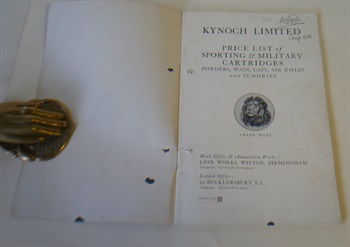 KYNOCH LIMITED
PRICE LIST of
SPORTING & MILITARY
CARTRIDGES
POWDERS, WADS, CAPS, AIR RIFLES
and SUNDRIES
TRADE MARK
Head Office & Ammunition Works:
LION WORKS, WITTON, BIRMINGHAM
London Office:
BUCKLERSBURY, E.C.